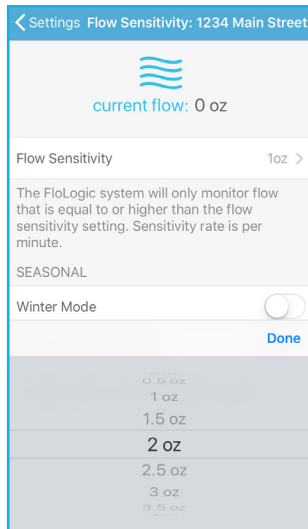 Settings Flow Sensitivity: 1234 Main Street
current flow: 0 oz
Flow Sensitivity 1oz
The FloLogic system will only monitor flow
that is equal to or higher than the flow
sensitivity setting. Sensitivity rate is per
minute.
SEASONAL
Winter Mode
Done
0.5 oz
1 oz
1.5 oz
2 oz
2.5 oz
3 oz
3.5 oz